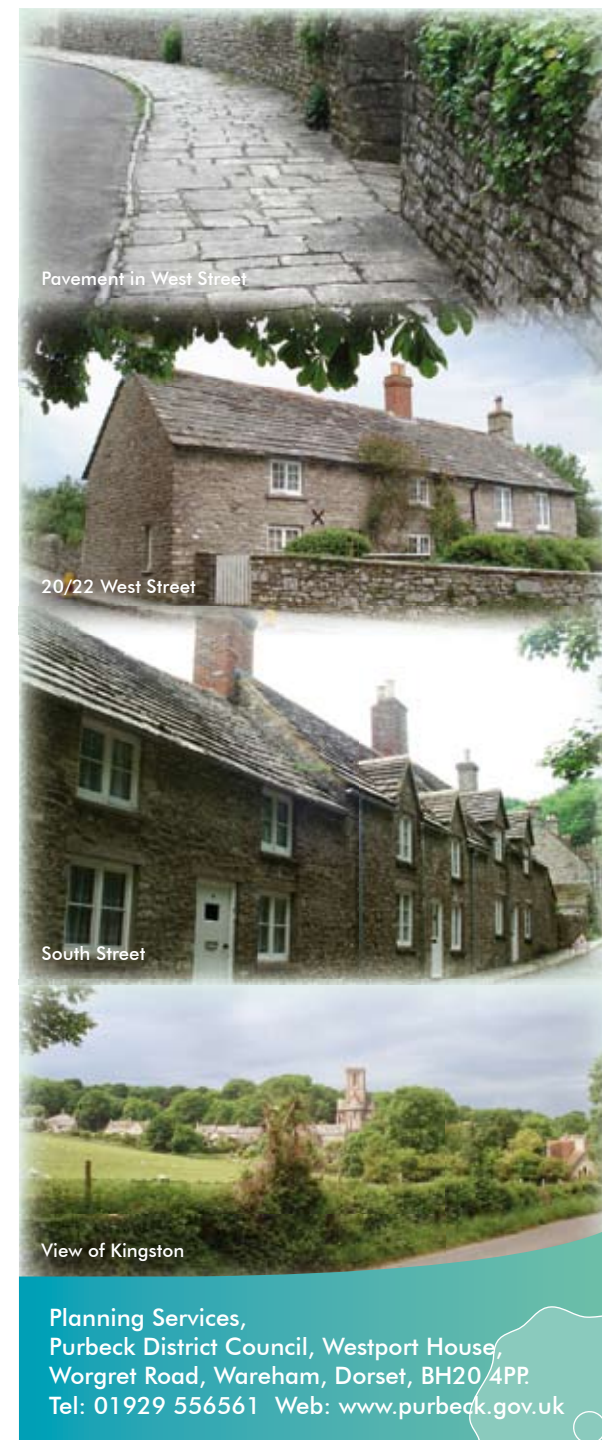 Pavement in West Street
20/22 West Street
South Street
View of Kingston
Planning Services,
Purbeck District Council, Westport House,
Worgret Road, Wareham, Dorset, BH20 4PP.
Tel: 01929 556561 Web: www.purbeck.gov.uk